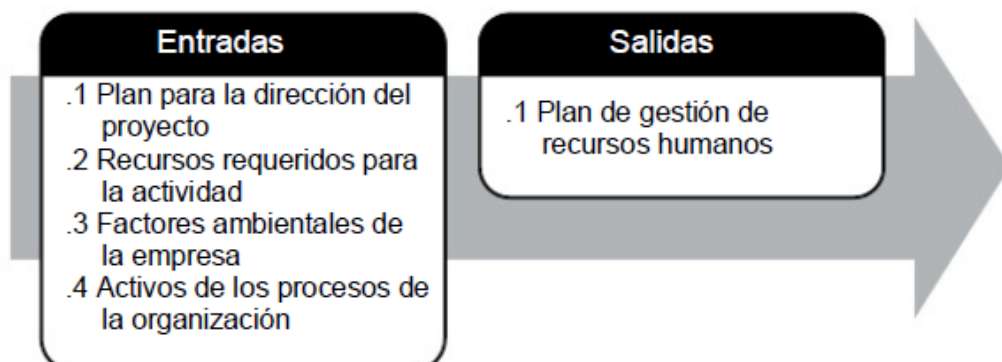 Entradas
.1 Plan para la dirección del
proyecto
.2 Recursos requeridos para
la actividad
.3 Factores ambientales de
la empresa
.4 Activos de los procesos de
la organización
Salidas
.1 Plan de gestión de
recursos humanos